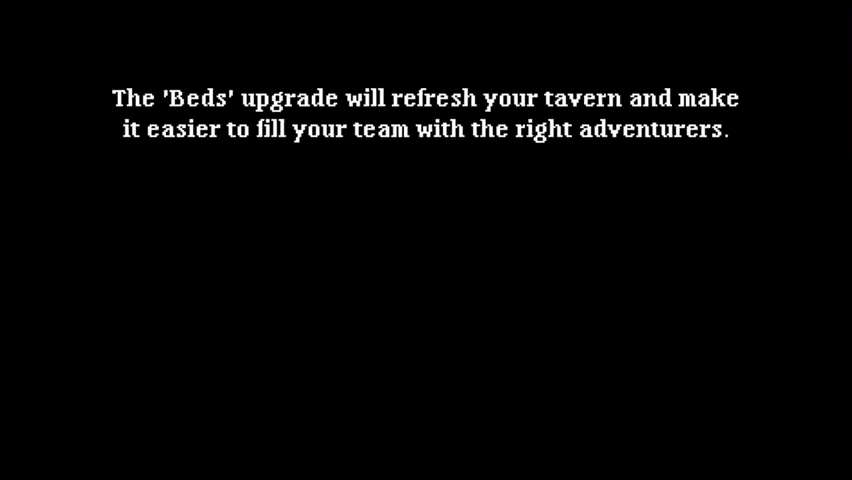 The 'Beds' upgrade will refresh your tavern and make
it easier to fill your team with the right adventurers.